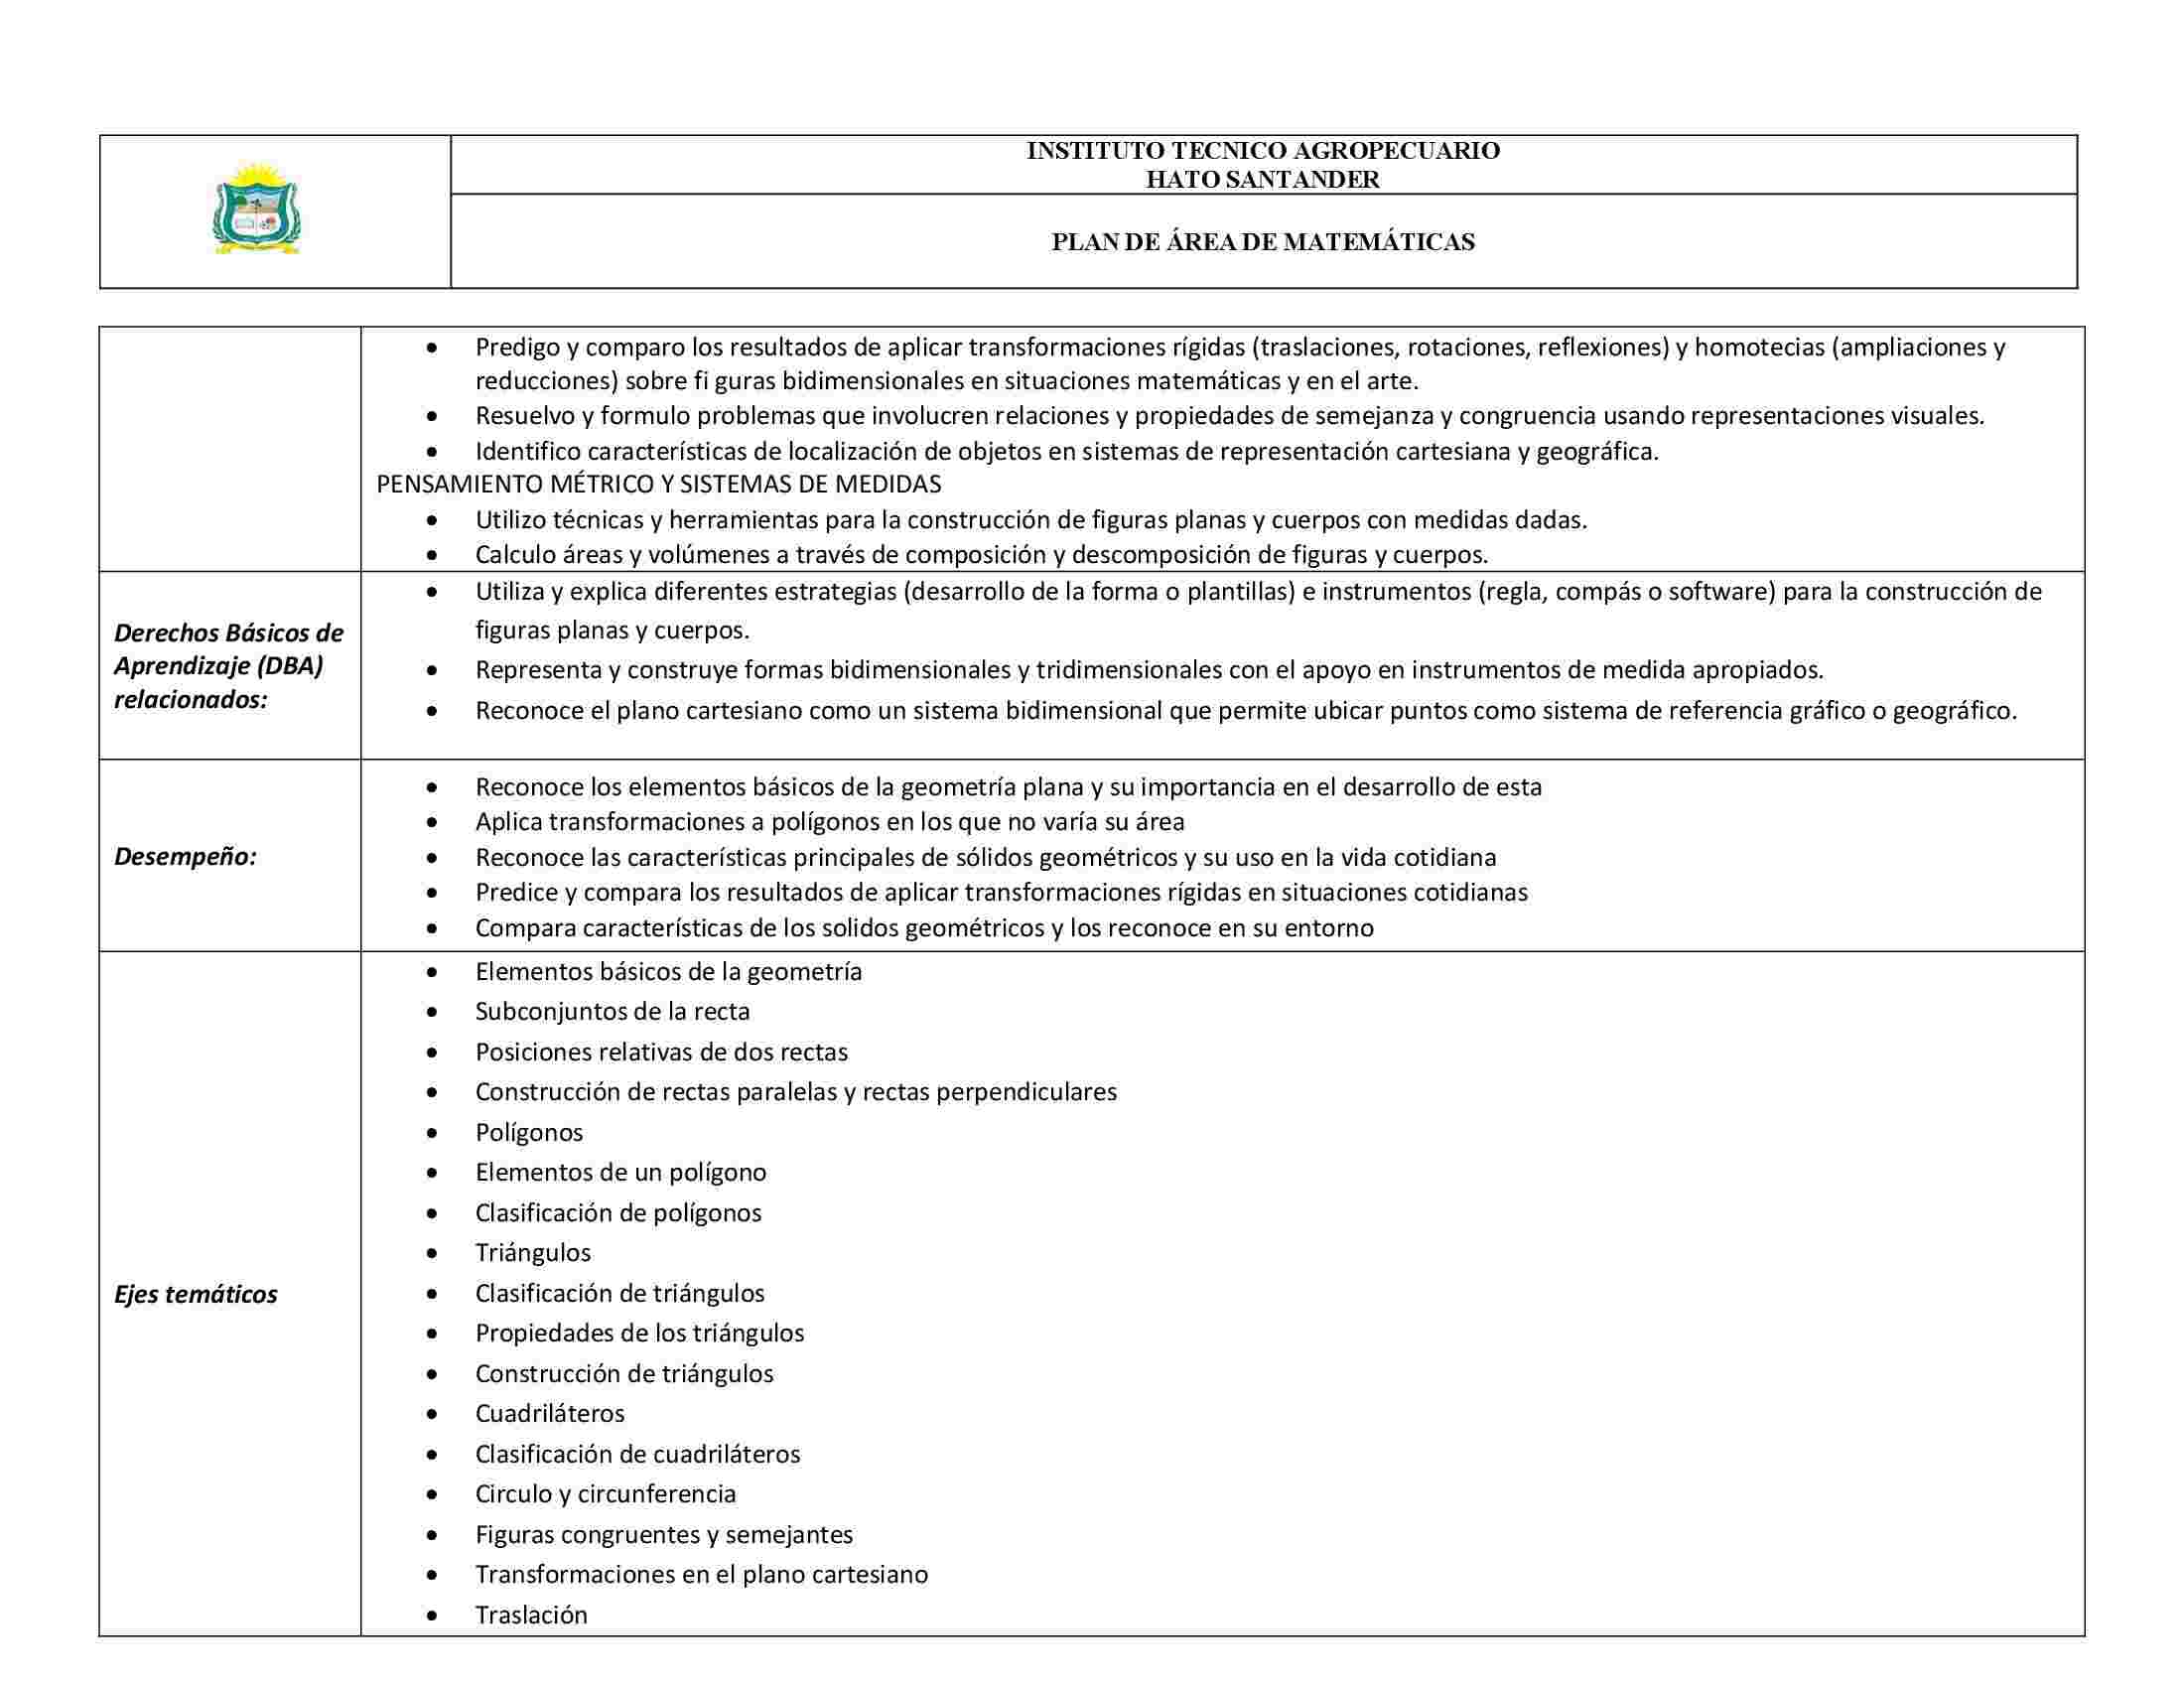 INSTITUTO TECNICO AGROPECUARIO
HATO SANTANDER
PLAN DE ÁREA DE MATEMÁTICAS
• Predigo y comparo los resultados de aplicar transformaciones rígidas (traslaciones, rotaciones, reflexiones) y homotecias (ampliaciones y
reducciones) sobre fi guras bidimensionales en situaciones matemáticas y en el arte.
• Resuelvo y formulo problemas que involucren relaciones y propiedades de semejanza y congruencia usando representaciones visuales.
• Identifico características de localización de objetos en sistemas de representación cartesiana y geográfica.
PENSAMIENTO MÉTRICO Y SISTEMAS DE MEDIDAS
• Utilizo técnicas y herramientas para la construcción de figuras planas y cuerpos con medidas dadas.
• Calculo áreas y volúmenes a través de composición y descomposición de figuras y cuerpos.
Derechos Básicos de
Aprendizaje (DBA)
relacionados:
• Utiliza y explica diferentes estrategias (desarrollo de la forma o plantillas) e instrumentos (regla, compás o software) para la construcción de
figuras planas y cuerpos.
• Representa y construye formas bidimensionales y tridimensionales con el apoyo en instrumentos de medida apropiados.
• Reconoce el plano cartesiano como un sistema bidimensional que permite ubicar puntos como sistema de referencia gráfico o geográfico.
Desempeño:
• Reconoce los elementos básicos de la geometría plana y su importancia en el desarrollo de esta
• Aplica transformaciones a polígonos en los que no varía su área
• Reconoce las características principales de sólidos geométricos y su uso en la vida cotidiana
• Predice y compara los resultados de aplicar transformaciones rígidas en situaciones cotidianas
• Compara características de los solidos geométricos y los reconoce en su entorno
Ejes temáticos
• Elementos básicos de la geometría
• Subconjuntos de la recta
• Posiciones relativas de dos rectas
• Construcción de rectas paralelas y rectas perpendiculares
• Polígonos
• Elementos de un polígono
• Clasificación de polígonos
• Triángulos
• Clasificación de triángulos
• Propiedades de los triángulos
• Construcción de triángulos
• Cuadriláteros
• Clasificación de cuadriláteros
• Circulo y circunferencia
• Figuras congruentes y semejantes
• Transformaciones en el plano cartesiano
• Traslación